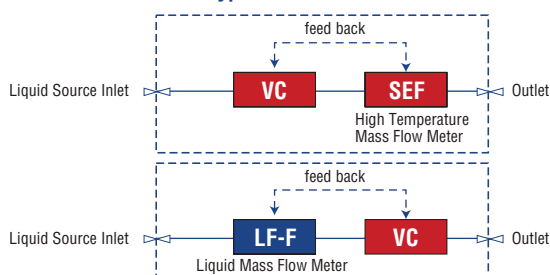 feed back
Liquid Source Inlet VC SEF Outlet
High Temperature
Mass Flow Meter
feed back
Liquid Source Inlet LF-F VC Outlet
Liquid Mass Flow Meter